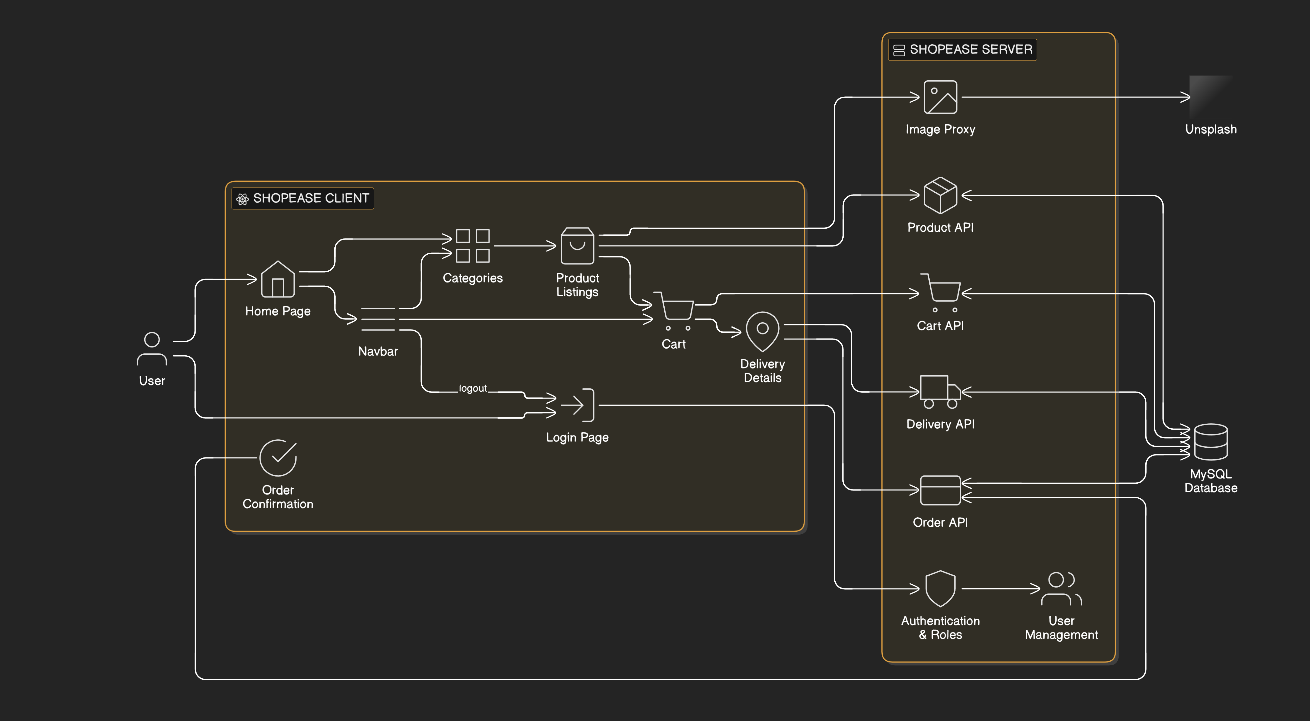 SHOPEASE SERVER
Image Proxy
Unsplash
SHOPEASE CLIENT
Product API
Categories
Product
Listings
Home Page
Cart API
Navbar
Cart
Delivery
Details
User
logout
Login Page
Delivery API
MySQL
Database
Order
Confirmation
Order API
Authentication
& Roles
User
Management